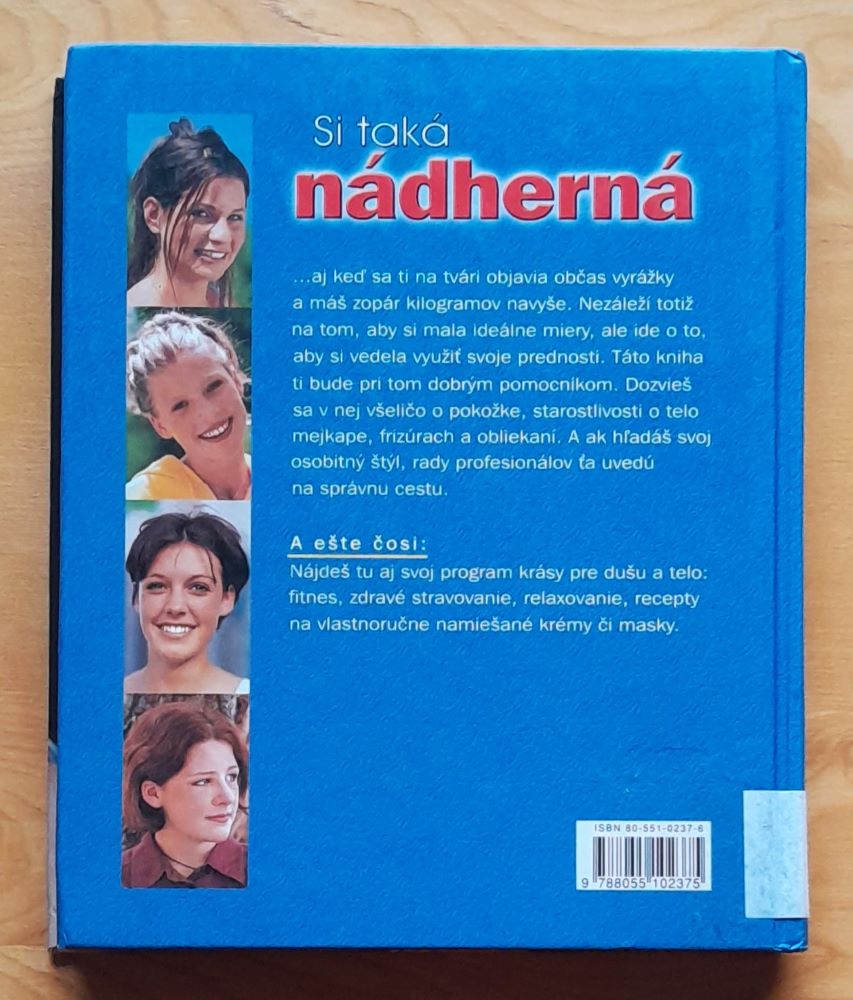 Si taká
nádherná
...aj keď sa ti na tvári objavia občas vyrážky
a máš zopár kilogramov navyše. Nezáleží totiž
na tom, aby si mala ideálne miery, ale ide o to,
aby si vedela využiť svoje prednosti. Táto kniha
ti bude pri tom dobrým pomocníkom. Dozvieš
sa v nej všeličo o pokožke, starostlivosti o telo
mejkape, frizúrach a obliekaní. A ak hľadáš svoj
osobitný štýl, rady profesionálov ťa uvedú
na správnu cestu.
A ešte čosi:
Nájdeš tu aj svoj program krásy pre dušu a telo:
fitnes, zdravé stravovanie, relaxovanie, recepty
na vlastnoručne namiešané krémy či masky.
ISBN 80-551-0237-6
9 788055 102375